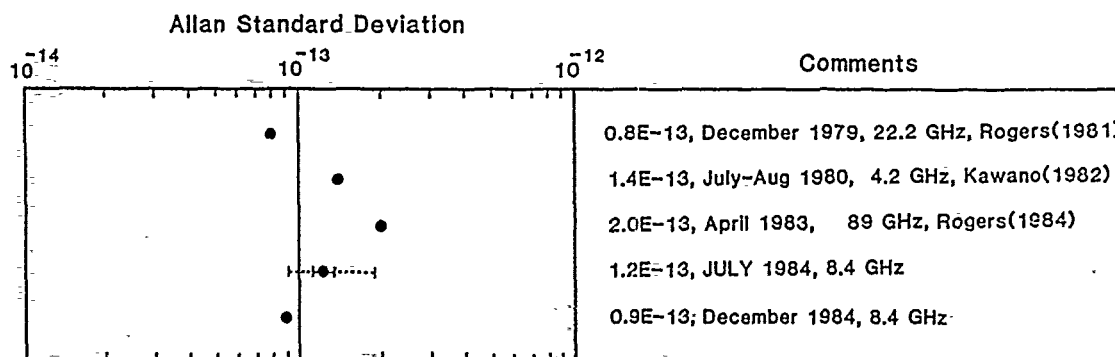 Allan Standard Deviation
10^-14 10^-13 10^-12 Comments
0.8E-13, December 1979, 22.2 GHz, Rogers(1981)
1.4E-13, July-Aug 1980, 4.2 GHz, Kawano(1982)
2.0E-13, April 1983, 89 GHz, Rogers(1984)
1.2E-13, JULY 1984, 8.4 GHz
0.9E-13; December 1984, 8.4 GHz